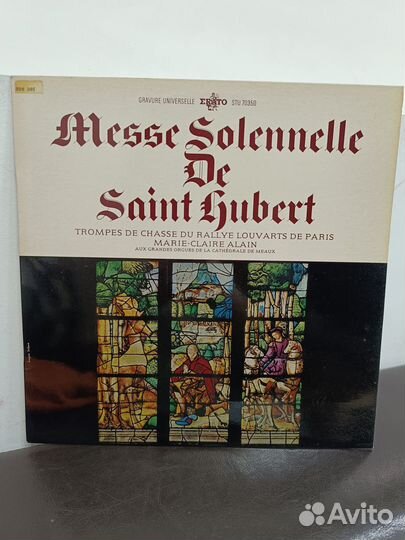 GRAVURE UNIVERSELLE ERATO STU 70350
Messe Solennelle
De
Saint Hubert
TROMPES DE CHASSE DU RALLYE LOUVARTS DE PARIS
MARIE-CLAIRE ALAIN
AUX GRANDES ORGUES DE LA CATHÉDRALE DE MEAUX
Avito